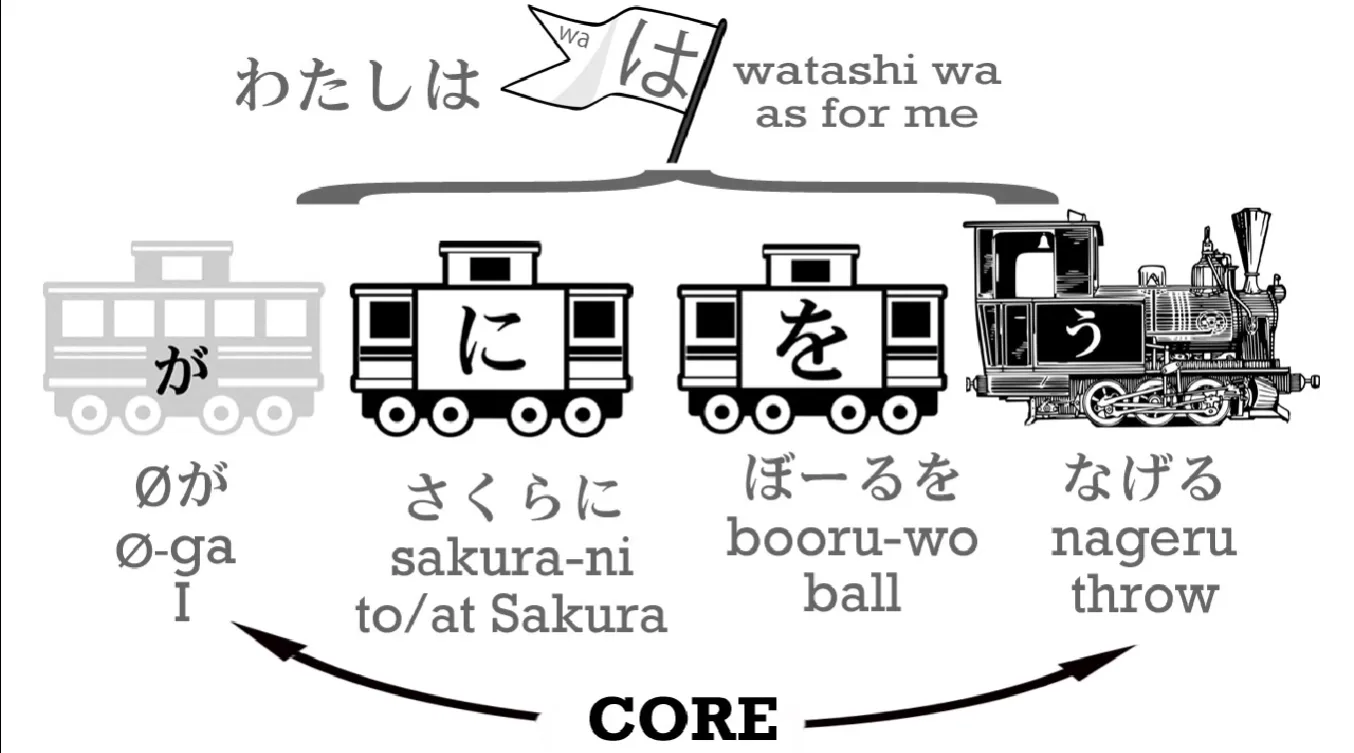 わたしは
wa
は
watashi wa
as for me
が
に
を
う
Øが
Ø-ga
I
さくらに
sakura-ni
to/at Sakura
ぼーるを
booru-wo
ball
なげる
nageru
throw
CORE